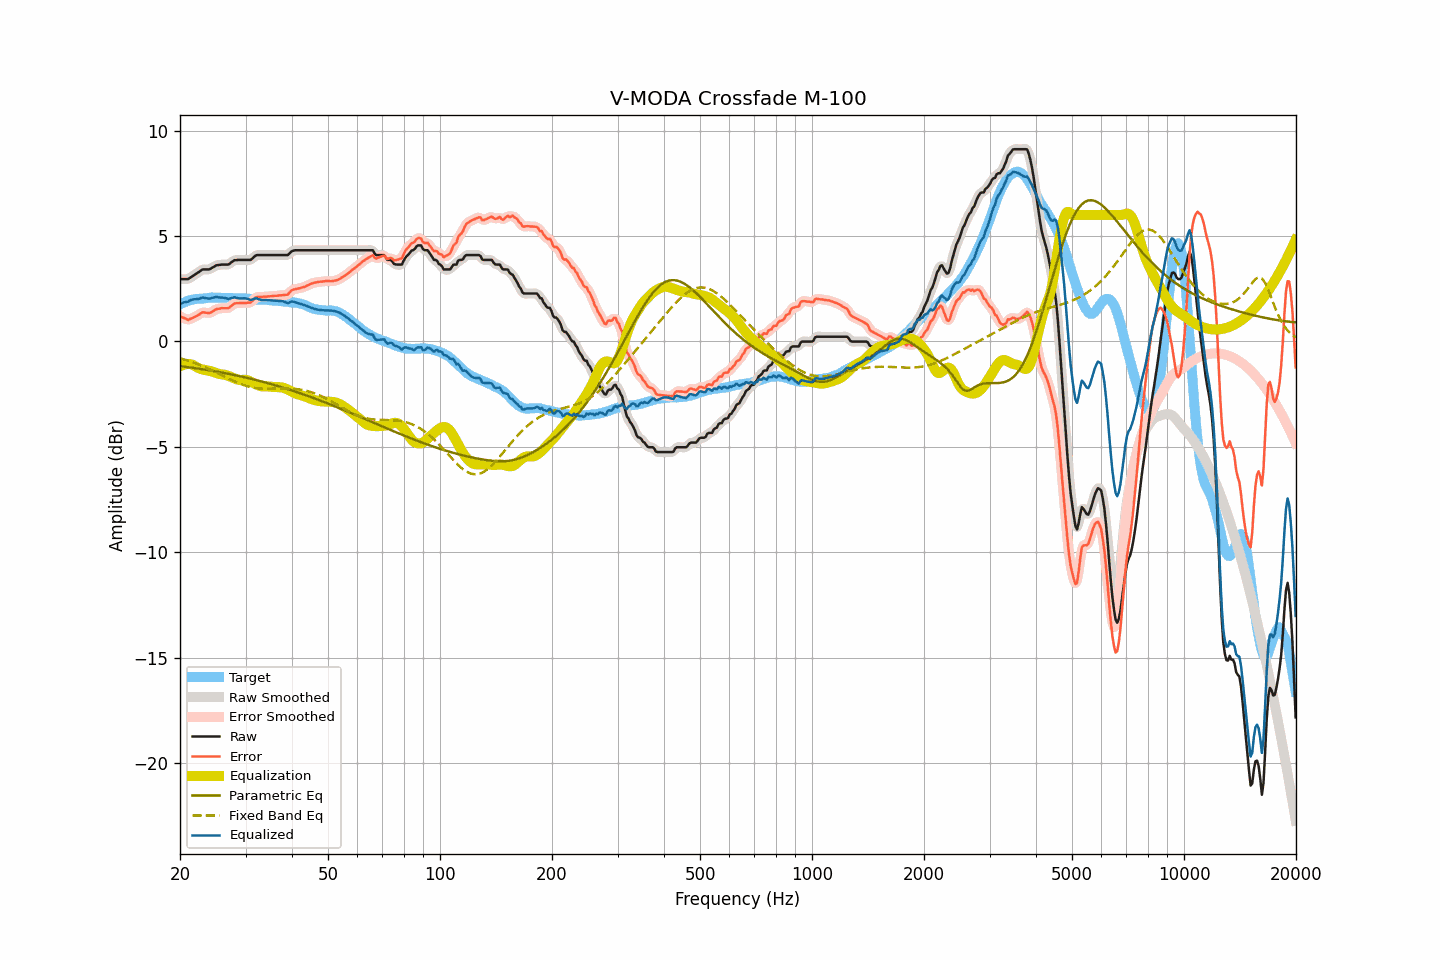 V-MODA Crossfade M-100
10
5
0
−5
−10
−15
−20
Amplitude (dBr)
Target
Raw Smoothed
Error Smoothed
Raw
Error
Equalization
Parametric Eq
Fixed Band Eq
Equalized
20 50 100 200 500 1000 2000 5000 10000 20000
Frequency (Hz)